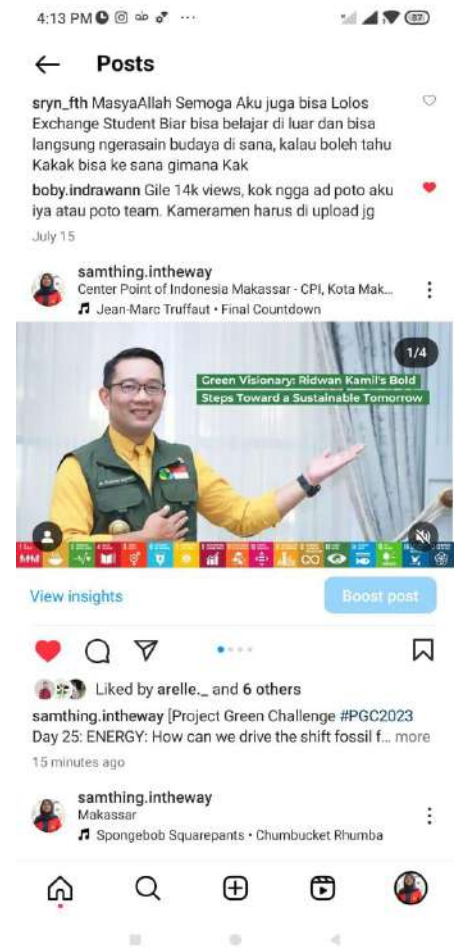 4:13 PM
87
Posts
sryn_fth MasyaAllah Semoga Aku juga bisa Lolos
Exchange Student Biar bisa belajar di luar dan bisa
langsung ngerasain budaya di sana, kalau boleh tahu
Kakak bisa ke sana gimana Kak
boby.indrawann Gile 14k views, kok ngga ad poto aku
iya atau poto team. Kameramen harus di upload jg
July 15
samthing.intheway
Center Point of Indonesia Makassar - CPI, Kota Mak...
Jean-Marc Truffaut • Final Countdown
1/4
Green Visionary: Ridwan Kamil's Bold
Steps Toward a Sustainable Tomorrow
View insights
Boost post
Liked by arelle._ and 6 others
samthing.intheway [Project Green Challenge #PGC2023
Day 25: ENERGY: How can we drive the shift fossil f... more
15 minutes ago
samthing.intheway
Makassar
Spongebob Squarepants • Chumbucket Rhumba